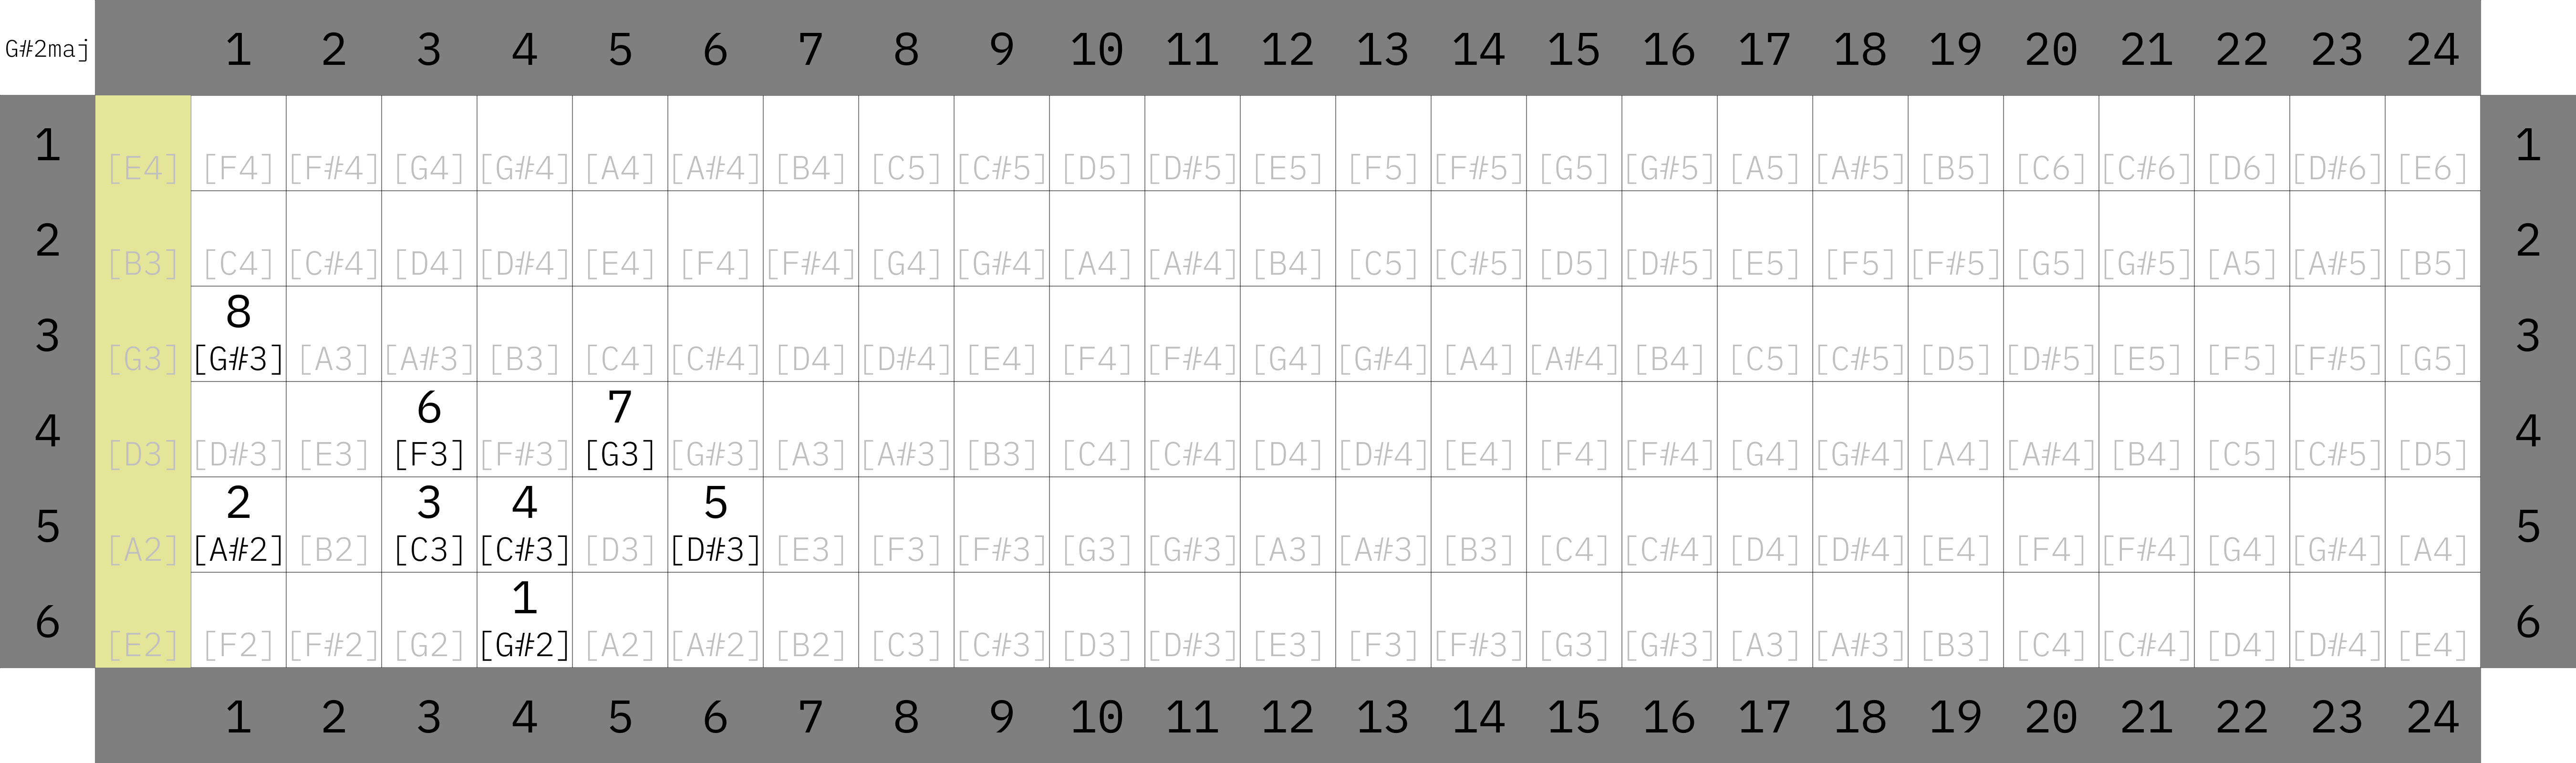 G#2maj 1 2 3 4 5 6 7 8 9 10 11 12 13 14 15 16 17 18 19 20 21 22 23 24
1 [E4] [F4] [F#4] [G4] [G#4] [A4] [A#4] [B4] [C5] [C#5] [D5] [D#5] [E5] [F5] [F#5] [G5] [G#5] [A5] [A#5] [B5] [C6] [C#6] [D6] [D#6] [E6] 1
2 [B3] [C4] [C#4] [D4] [D#4] [E4] [F4] [F#4] [G4] [G#4] [A4] [A#4] [B4] [C5] [C#5] [D5] [D#5] [E5] [F5] [F#5] [G5] [G#5] [A5] [A#5] [B5] 2
8
3 [G3] [G#3] [A3] [A#3] [B3] [C4] [C#4] [D4] [D#4] [E4] [F4] [F#4] [G4] [G#4] [A4] [A#4] [B4] [C5] [C#5] [D5] [D#5] [E5] [F5] [F#5] [G5] 3
6 7
4 [D3] [D#3] [E3] [F3] [F#3] [G3] [G#3] [A3] [A#3] [B3] [C4] [C#4] [D4] [D#4] [E4] [F4] [F#4] [G4] [G#4] [A4] [A#4] [B4] [C5] [C#5] [D5] 4
2 3 4 5
5 [A2] [A#2] [B2] [C3] [C#3] [D3] [D#3] [E3] [F3] [F#3] [G3] [G#3] [A3] [A#3] [B3] [C4] [C#4] [D4] [D#4] [E4] [F4] [F#4] [G4] [G#4] [A4] 5
1
6 [E2] [F2] [F#2] [G2] [G#2] [A2] [A#2] [B2] [C3] [C#3] [D3] [D#3] [E3] [F3] [F#3] [G3] [G#3] [A3] [A#3] [B3] [C4] [C#4] [D4] [D#4] [E4] 6
1 2 3 4 5 6 7 8 9 10 11 12 13 14 15 16 17 18 19 20 21 22 23 24